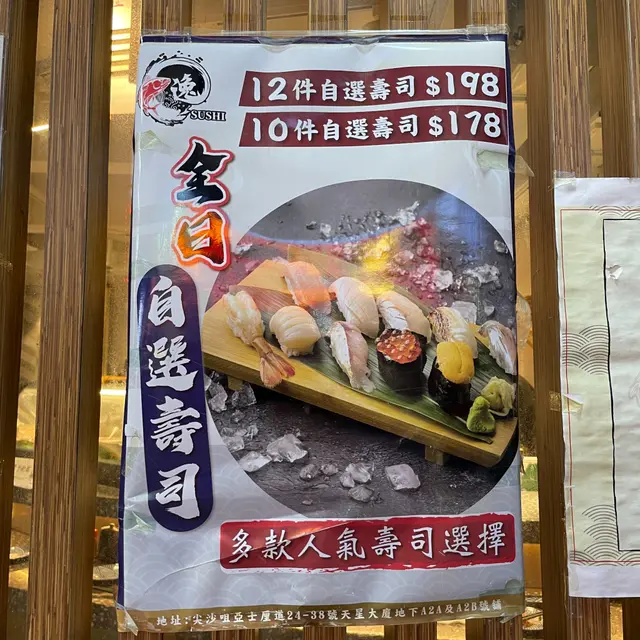 逸
SUSHI
12件自選壽司 $198
10件自選壽司 $178
全日
自選壽司
多款人氣壽司選擇
地址:尖沙咀亞士厘道24-38號天星大廈地下A2A及A2B號舖